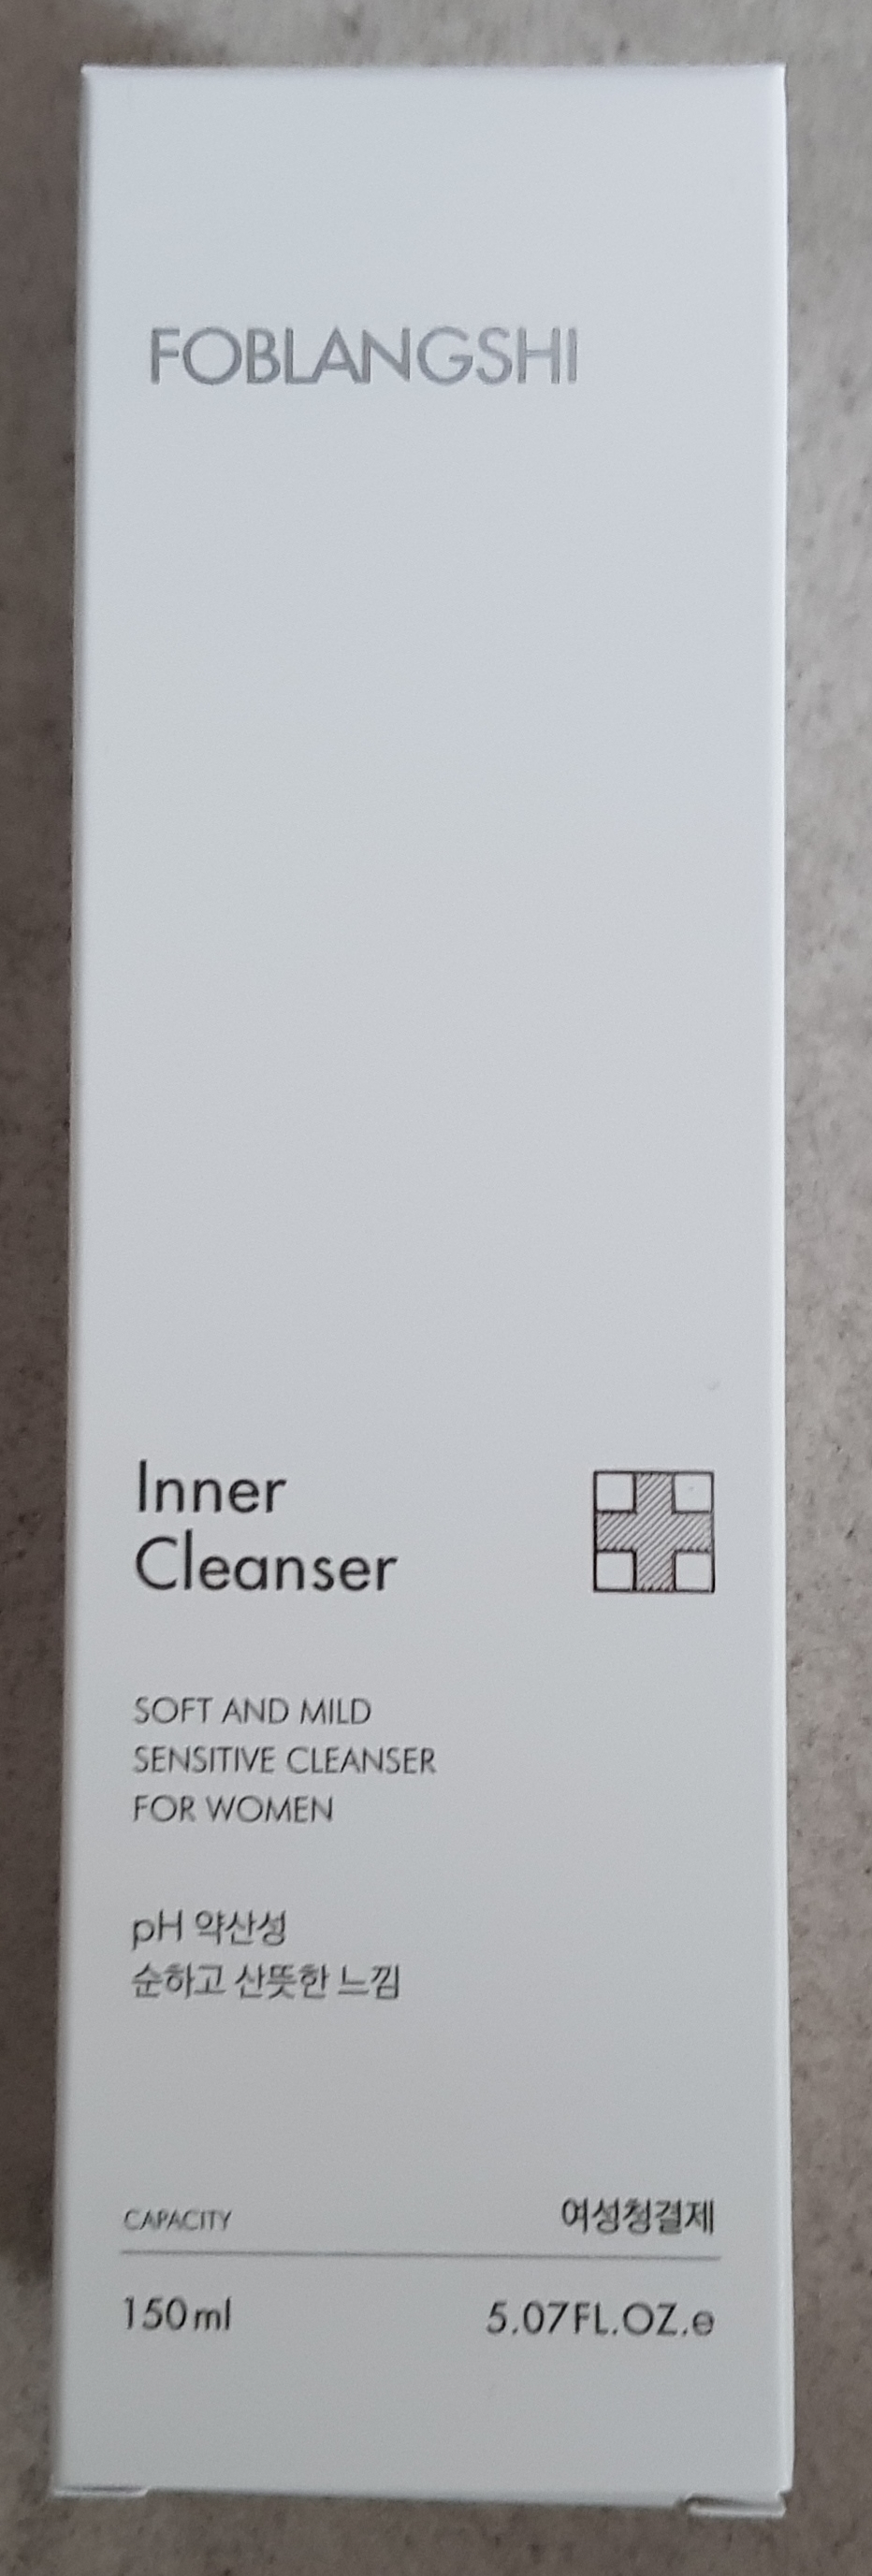 FOBLANGSHI
Inner
Cleanser
SOFT AND MILD
SENSITIVE CLEANSER
FOR WOMEN
pH 약산성
순하고 산뜻한 느낌
CAPACITY 여성청결제
150ml 5.07FL.OZ.e